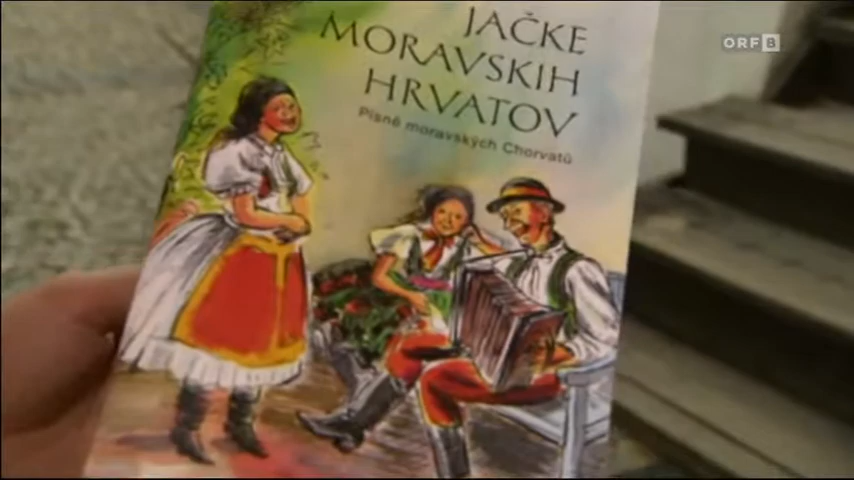 JAČKE
MORAVSKIH
HRVATOV
Písně moravských Chorvatů
ORF B